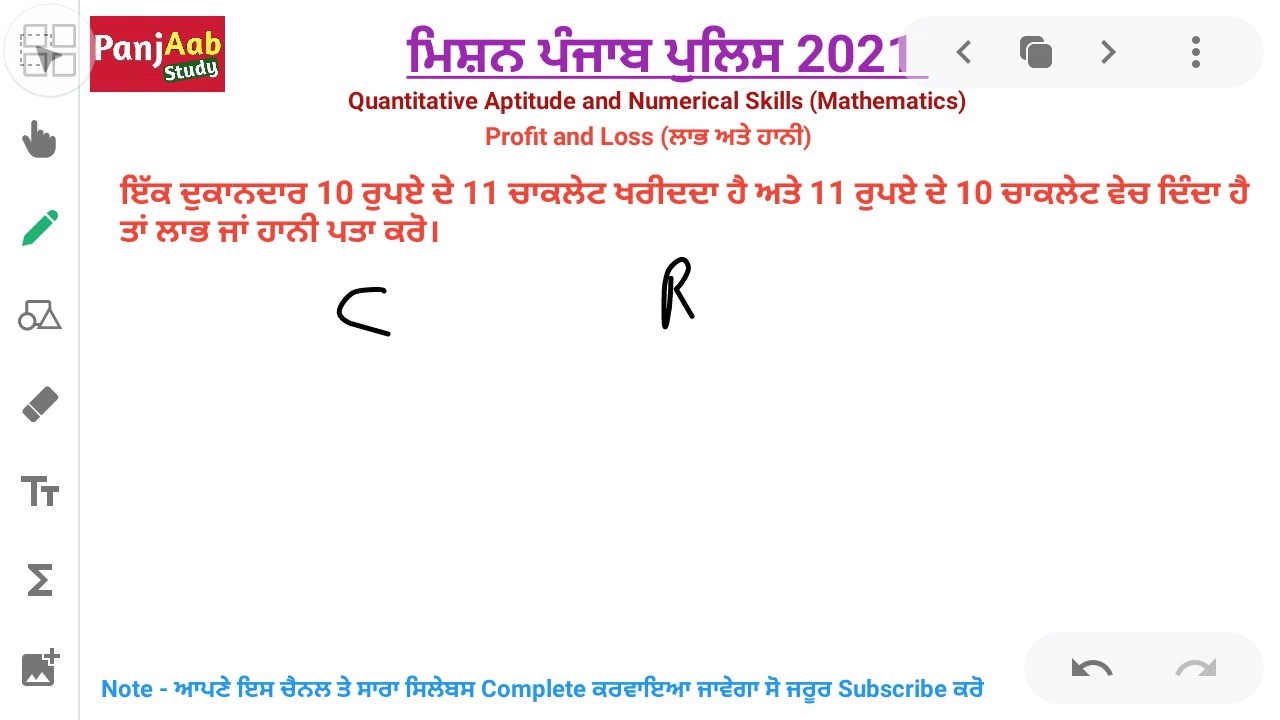 PanjAab
Study
ਮਿਸ਼ਨ ਪੰਜਾਬ ਪੁਲਿਸ 2021
Quantitative Aptitude and Numerical Skills (Mathematics)
Profit and Loss (ਲਾਭ ਅਤੇ ਹਾਨੀ)
ਇੱਕ ਦੁਕਾਨਦਾਰ 10 ਰੁਪਏ ਦੇ 11 ਚਾਕਲੇਟ ਖਰੀਦਦਾ ਹੈ ਅਤੇ 11 ਰੁਪਏ ਦੇ 10 ਚਾਕਲੇਟ ਵੇਚ ਦਿੰਦਾ ਹੈ
ਤਾਂ ਲਾਭ ਜਾਂ ਹਾਨੀ ਪਤਾ ਕਰੋ।
C R
Tт
Σ
Note - ਆਪਣੇ ਇਸ ਚੈਨਲ ਤੇ ਸਾਰਾ ਸਿਲੇਬਸ Complete ਕਰਵਾਇਆ ਜਾਵੇਗਾ ਸੋ ਜਰੂਰ Subscribe ਕਰੋ